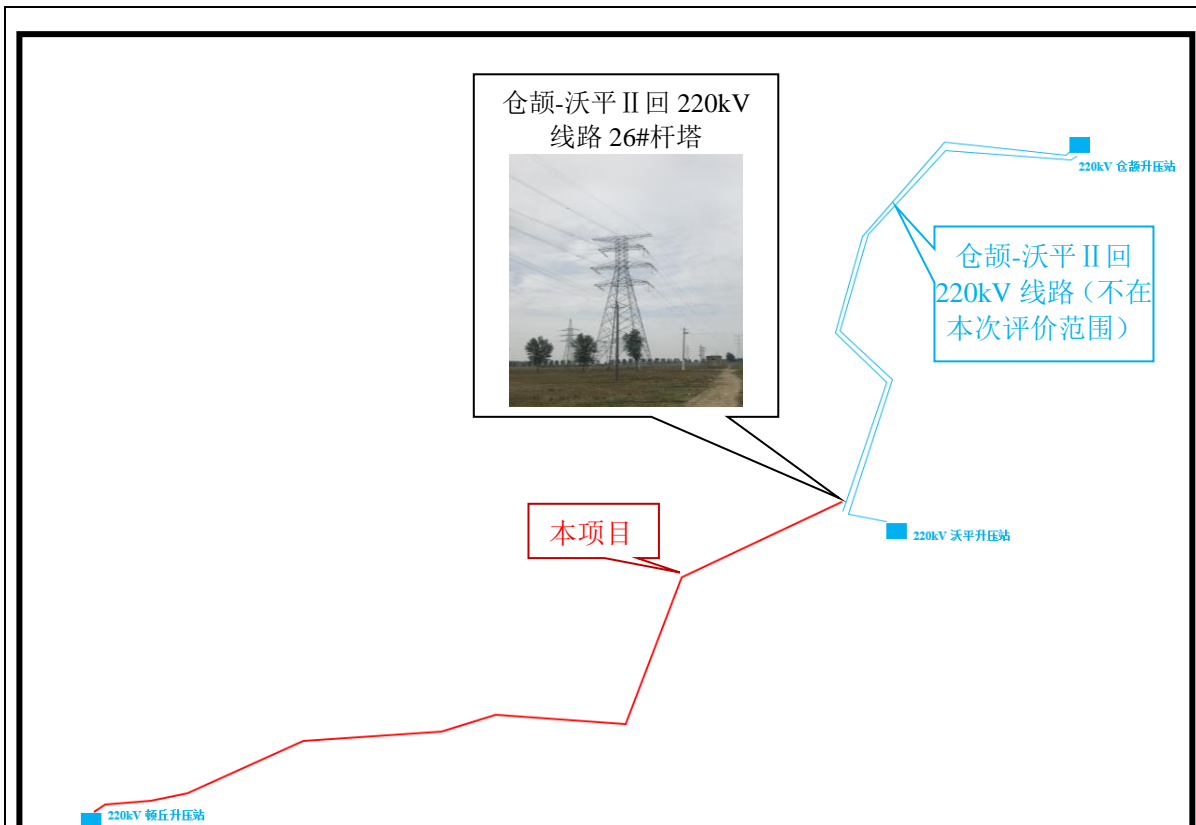 仓颉-沃平Ⅱ回 220kV
线路 26#杆塔
220kV 仓颉升压站
仓颉-沃平Ⅱ回
220kV 线路（不在
本次评价范围）
本项目
220kV 沃平升压站
220kV 顿丘升压站